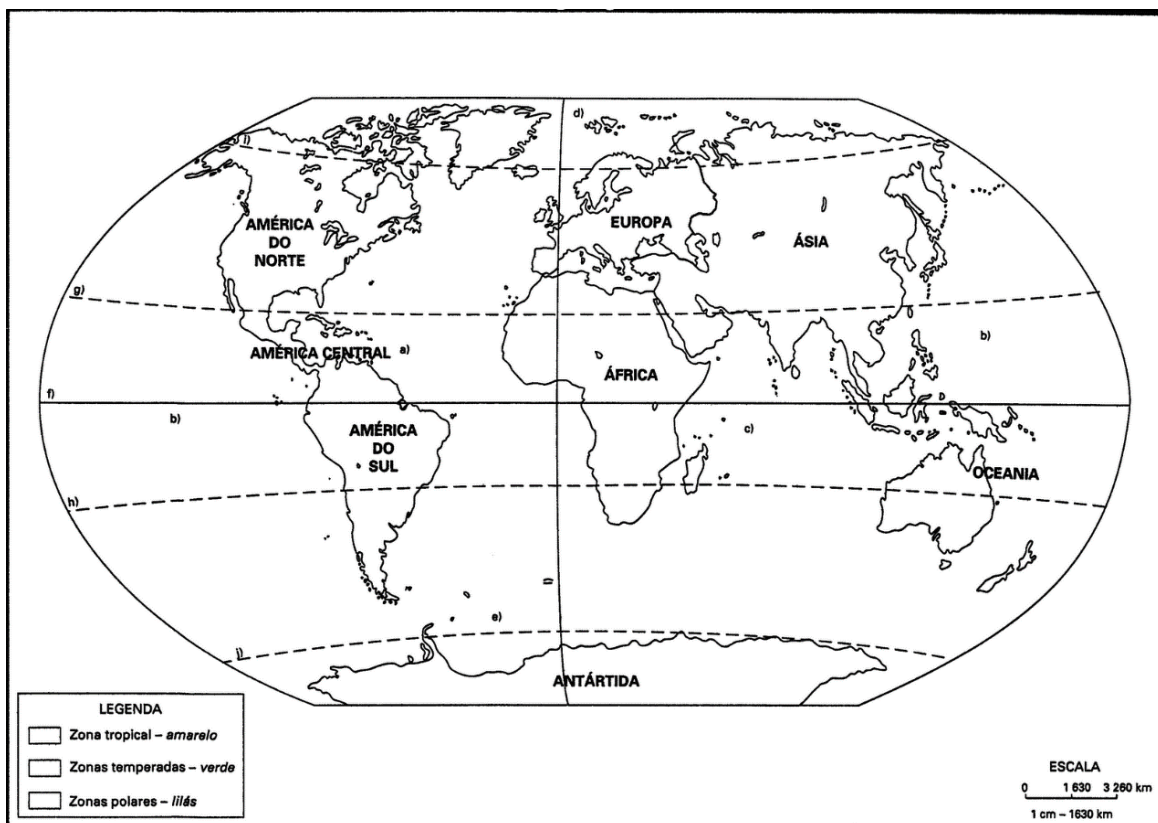 d)
i)
AMÉRICA
DO
NORTE
EUROPA
ÁSIA
g)
b)
AMÉRICA CENTRAL
a)
ÁFRICA
f)
b)
AMÉRICA
DO
SUL
c)
OCEANIA
h)
e)
j)
ANTÁRTIDA
LEGENDA
Zona tropical – amarelo
Zonas temperadas – verde
Zonas polares – lilás
ESCALA
0 1 630 3 260 km
1 cm – 1630 km